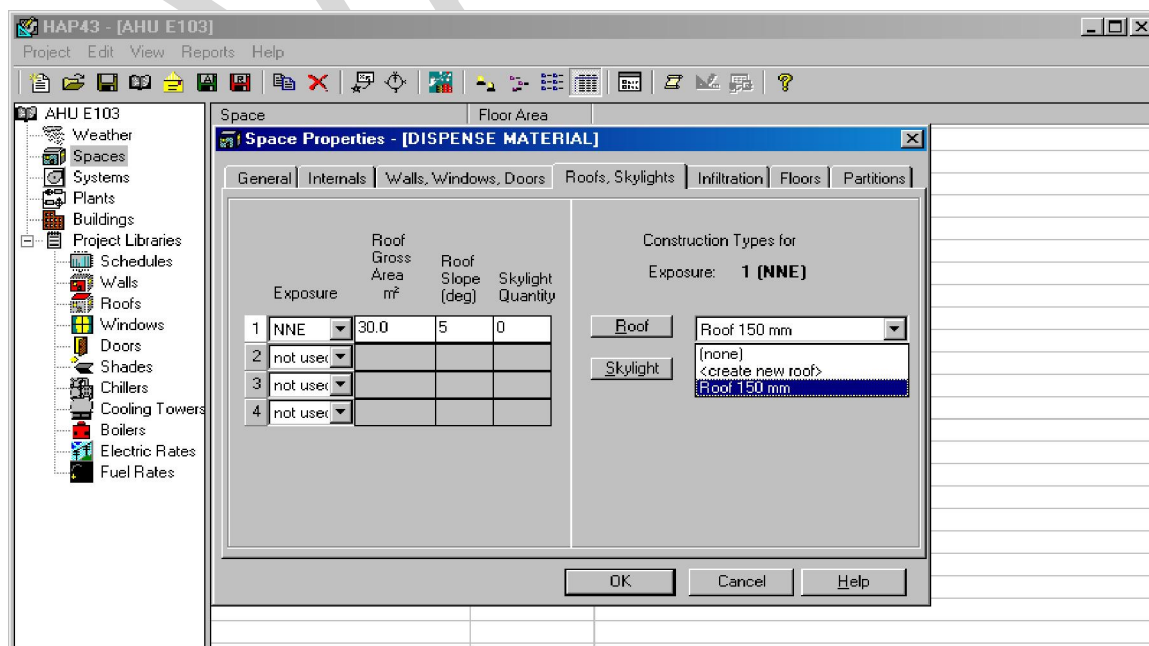 HAP43 - [AHU E103]
Project Edit View Reports Help
AHU E103
Weather
Spaces
Systems
Plants
Buildings
Project Libraries
Schedules
Walls
Roofs
Windows
Doors
Shades
Chillers
Cooling Towers
Boilers
Electric Rates
Fuel Rates
Space Floor Area
Space Properties - [DISPENSE MATERIAL]
General Internals Walls, Windows, Doors Roofs, Skylights Infiltration Floors Partitions
Exposure
Roof
Gross
Area
m²
Roof
Slope
(deg)
Skylight
Quantity
1 NNE 30.0 5 0
2 not use
3 not use
4 not use
Construction Types for
Exposure: 1 (NNE)
Roof Roof 150 mm
(none)
<create new roof>
Roof 150 mm
Skylight
OK Cancel Help